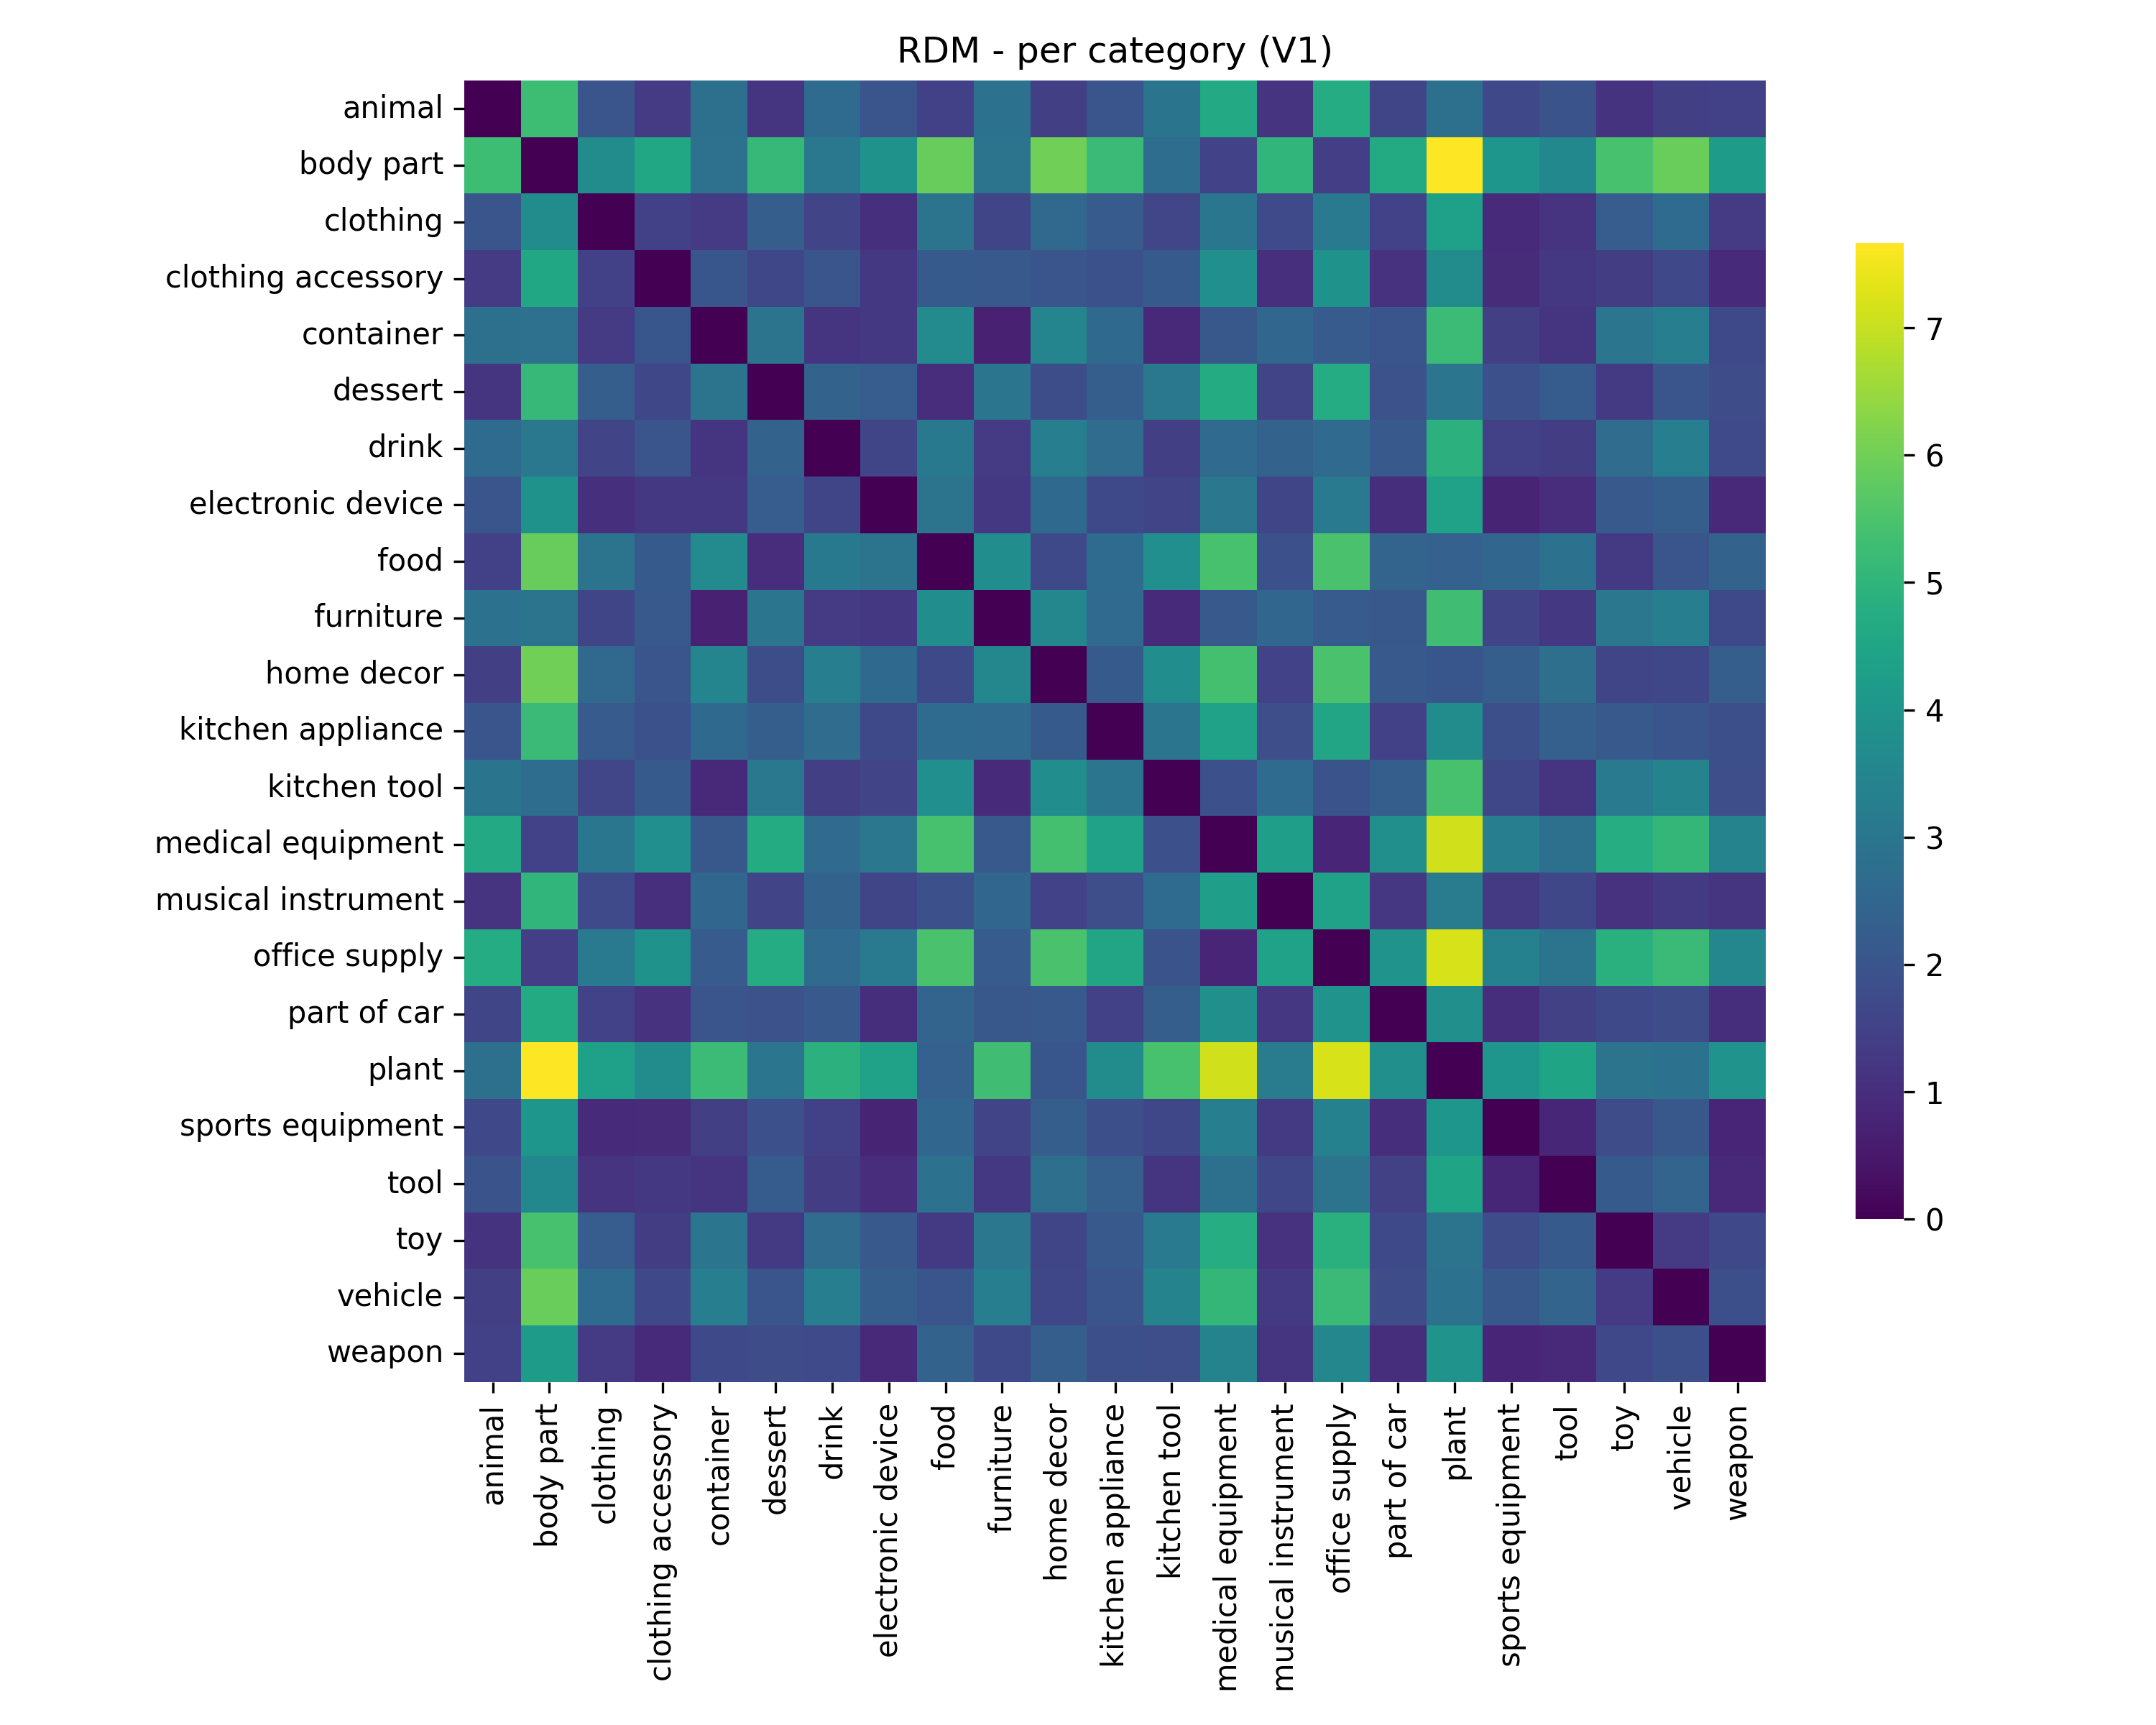 RDM - per category (V1)
animal
body part
clothing
clothing accessory
container
dessert
drink
electronic device
food
furniture
home decor
kitchen appliance
kitchen tool
medical equipment
musical instrument
office supply
part of car
plant
sports equipment
tool
toy
vehicle
weapon
animal
body part
clothing
clothing accessory
container
dessert
drink
electronic device
food
furniture
home decor
kitchen appliance
kitchen tool
medical equipment
musical instrument
office supply
part of car
plant
sports equipment
tool
toy
vehicle
weapon
7
6
5
4
3
2
1
0